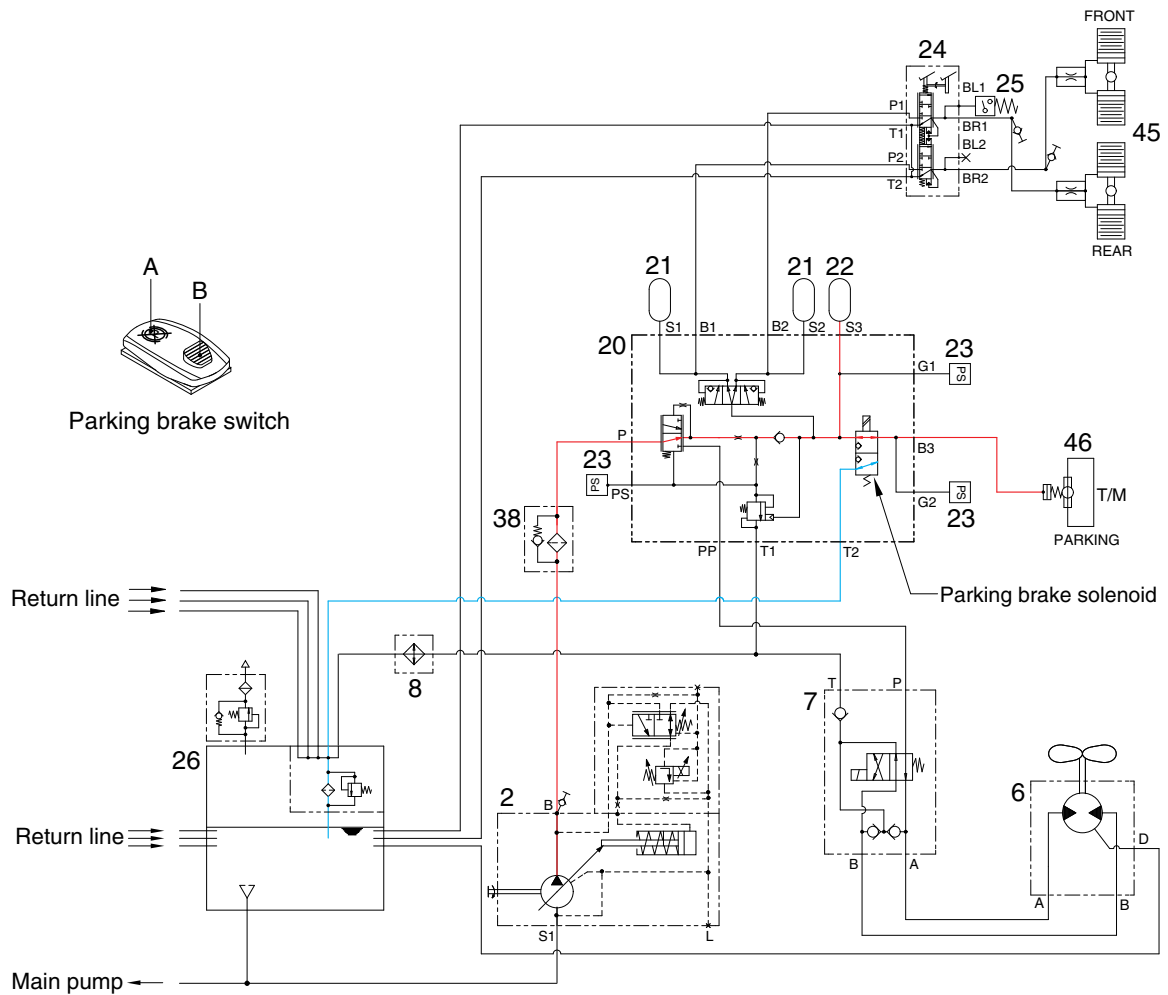 FRONT
24
BL1
25
P1
BR1
T1
BL2
45
P2
BR2
T2
REAR
A
B
Parking brake switch
21
21
22
S1
B1
B2
S2
S3
20
G1
23
PS
P
B3
46
23
PS
PS
T/M
G2
PS
23
38
PARKING
PP
T1
T2
Parking brake solenoid
Return line
8
T
P
7
26
2
B
6
Return line
D
B
A
A
B
S1
L
Main pump